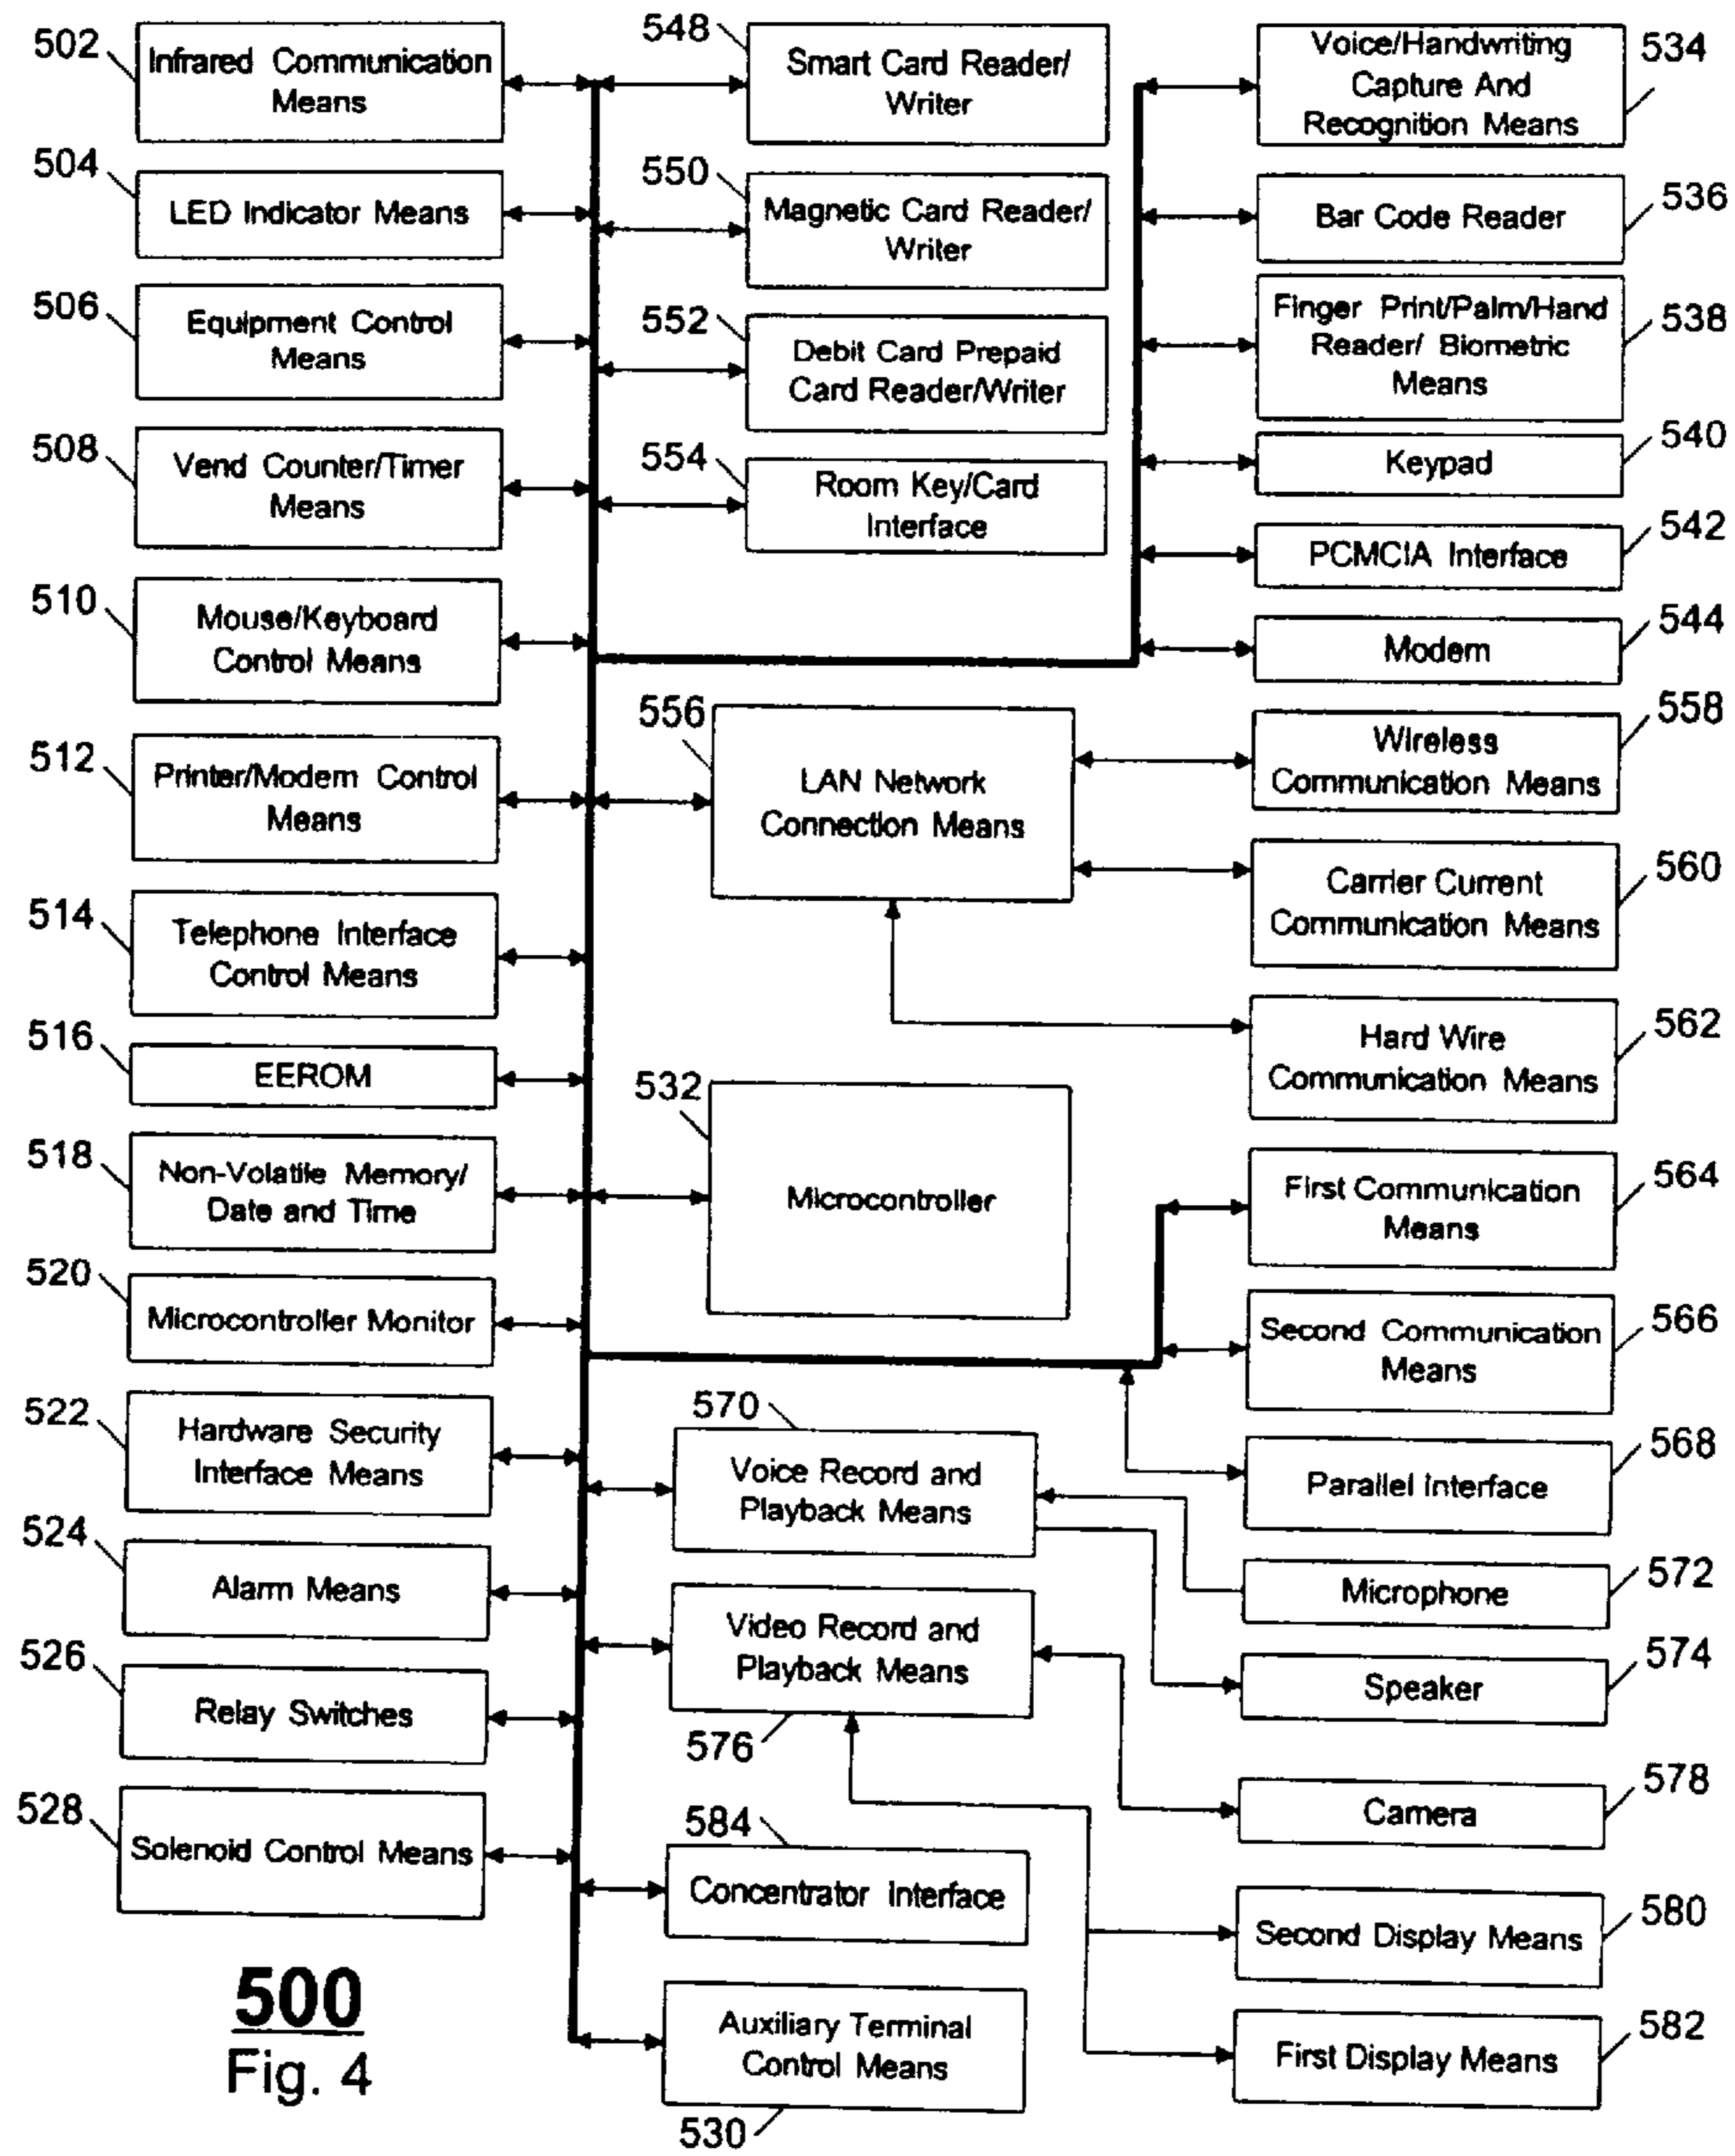 502
Infrared Communication
Means
504
LED Indicator Means
506
Equipment Control
Means
508
Vend Counter/Timer
Means
510
Mouse/Keyboard
Control Means
512
Printer/Modem Control
Means
514
Telephone Interface
Control Means
516
EEROM
518
Non-Volatile Memory/
Date and Time
520
Microcontroller Monitor
522
Hardware Security
Interface Means
524
Alarm Means
526
Relay Switches
528
Solenoid Control Means
548
Smart Card Reader/
Writer
550
Magnetic Card Reader/
Writer
552
Debit Card Prepaid
Card Reader/Writer
554
Room Key/Card
Interface
556
LAN Network
Connection Means
532
Microcontroller
570
Voice Record and
Playback Means
Video Record and
Playback Means
576
584
Concentrator Interface
Auxiliary Terminal
Control Means
530
Voice/Handwriting
Capture And
Recognition Means
534
Bar Code Reader
536
Finger Print/Palm/Hand
Reader/ Biometric
Means
538
Keypad
540
PCMCIA Interface
542
Modem
544
Wireless
Communication Means
558
Carrier Current
Communication Means
560
Hard Wire
Communication Means
562
First Communication
Means
564
Second Communication
Means
566
Parallel Interface
568
Microphone
572
Speaker
574
Camera
578
Second Display Means
580
First Display Means
582
500
Fig. 4